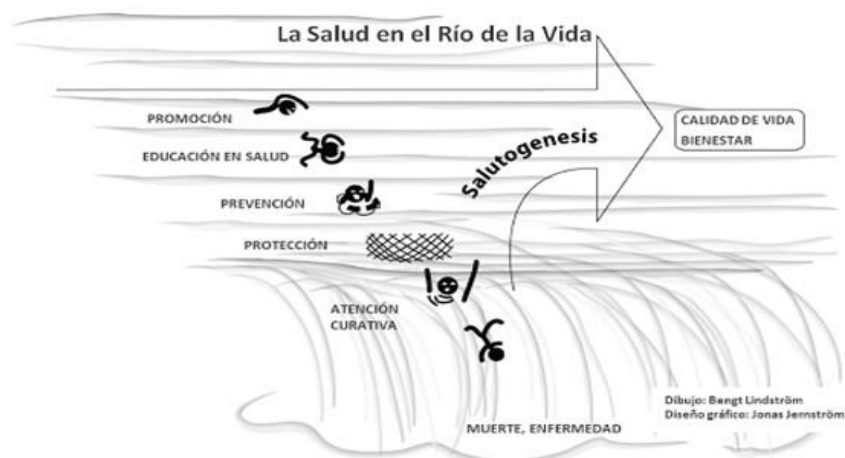 La Salud en el Río de la Vida
PROMOCIÓN
EDUCACIÓN EN SALUD
PREVENCIÓN
PROTECCIÓN
ATENCIÓN
CURATIVA
Salutogenesis
CALIDAD DE VIDA
BIENESTAR
MUERTE, ENFERMEDAD
Dibujo: Bengt Lindström
Diseño gráfico: Jonas Jernström